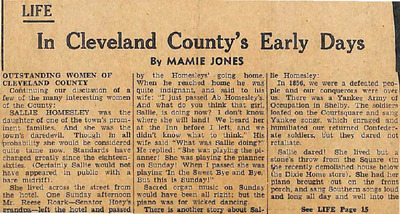 LIFE
In Cleveland County's Early Days
By MAMIE JONES
OUTSTANDING WOMEN OF
CLEVELAND COUNTY
Continuing our discussion of
a few of the many interesting women
of the County:
SALLIE HOMESLEY was the
daughter of one of the town's promi-
nent families. And she was the
town's daredevil. Though in all
probability she would be considered
quite tame now. Standards have
changed greatly since the eighteen
sixties. Certainly Sallie would not
have appeared in public with a
bare midriff!
She lived across the street from
the hotel. One Sunday afternoon
Mr. Reese Roark—Senator Hoey's
grandpa—left the hotel and passed
by the Homesleys' going home.
When he reached home he was
quite indignant, and said to his
wife: "I just passed Ab Homesley's.
And what do you think that girl,
Sallie, is doing now? I don't know
where she will land! We heard her
at the Inn before I left, and we
didn't know what to think." His
wife said "What was Sallie doing?"
He replied: "She was playing the pi-
anner! She was playing the pianner
on Sunday! When I passed she was
playing 'In the Sweet Bye and Bye.'
But this is Sunday!"
Sacred organ music on Sunday
would have been all right; but the
piano was for wicked dancing.
There is another story about Sal-
lie Homesley:
In 1856, we were a defeated peo-
ple and our conquerors were over
us. There was a Yankee Army of
Occupation in Shelby. The soldiers
loafed on the Courtsquare and sang
Yankee songs, which enraged and
humiliated our returned Confeder-
ate soldiers, but they dared not
retaliate.
Sallie dared! She lived but a
stone's throw from the Square (in
the recently demolished house below
the Dixie Home store). She had her
piano brought out on the front
porch, and sang Southern songs loud
and long all day and well into the
See LIFE Page 15